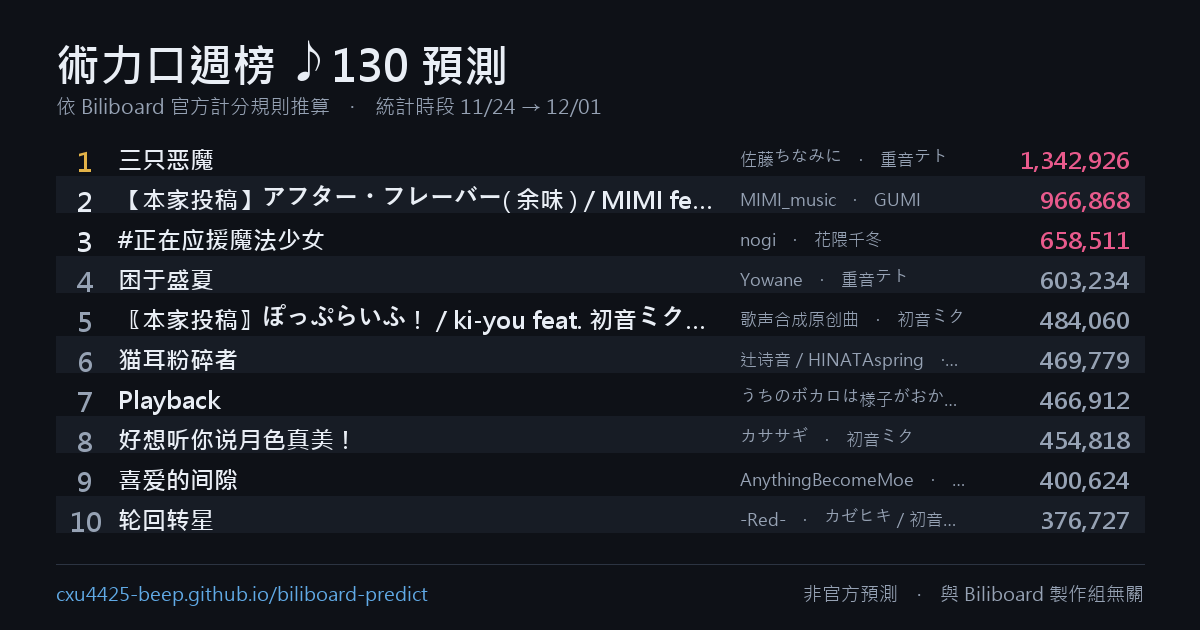 術力口週榜 ♪130 預測
依 Biliboard 官方計分規則推算 · 統計時段 11/24 → 12/01
1 三只恶魔 佐藤ちなみに · 重音テト 1,342,926
2 【本家投稿】アフター・フレーバー(余味) / MIMI fe… MIMI_music · GUMI 966,868
3 #正在应援魔法少女 nogi · 花隈千冬 658,511
4 困于盛夏 Yowane · 重音テト 603,234
5 〖本家投稿〗ぽっぷらいふ！ / ki-you feat. 初音ミク… 歌声合成原创曲 · 初音ミク 484,060
6 猫耳粉碎者 辻诗音 / HINATAspring ·… 469,779
7 Playback うちのボカロは様子がおか… 466,912
8 好想听你说月色真美！ カササギ · 初音ミク 454,818
9 喜爱的间隙 AnythingBecomeMoe · … 400,624
10 轮回转星 -Red- · カゼヒキ / 初音… 376,727
cxu4425-beep.github.io/biliboard-predict 非官方預測 · 與 Biliboard 製作組無關